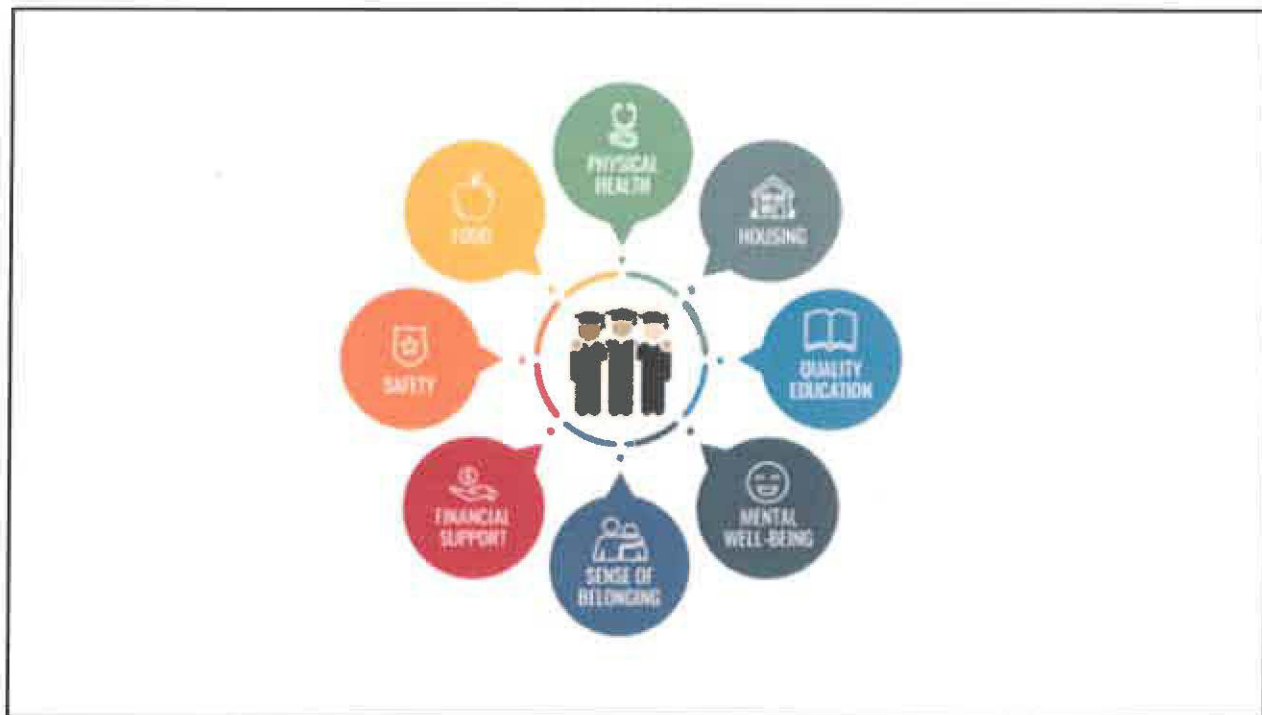 PHYSICAL
HEALTH
HOUSING
QUALITY
EDUCATION
MENTAL
WELL-BEING
SENSE OF
BELONGING
FINANCIAL
SUPPORT
SAFETY
FOOD